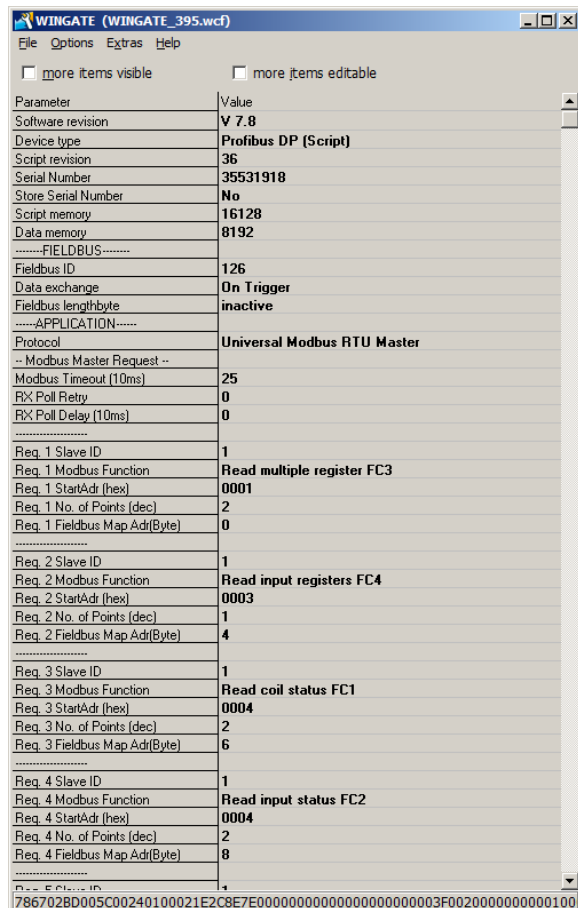 WINGATE (WINGATE_395.wcf)
File Options Extras Help
more items visible more items editable
Parameter Value
Software revision V 7.8
Device type Profibus DP (Script)
Script revision 36
Serial Number 35531918
Store Serial Number No
Script memory 16128
Data memory 8192
--------FIELDBUS--------
Fieldbus ID 126
Data exchange On Trigger
Fieldbus lengthbyte inactive
------APPLICATION------
Protocol Universal Modbus RTU Master
-- Modbus Master Request --
Modbus Timeout (10ms) 25
RX Poll Retry 0
RX Poll Delay (10ms) 0
---------------------
Req. 1 Slave ID 1
Req. 1 Modbus Function Read multiple register FC3
Req. 1 StartAdr (hex) 0001
Req. 1 No. of Points (dec) 2
Req. 1 Fieldbus Map Adr(Byte) 0
---------------------
Req. 2 Slave ID 1
Req. 2 Modbus Function Read input registers FC4
Req. 2 StartAdr (hex) 0003
Req. 2 No. of Points (dec) 1
Req. 2 Fieldbus Map Adr(Byte) 4
---------------------
Req. 3 Slave ID 1
Req. 3 Modbus Function Read coil status FC1
Req. 3 StartAdr (hex) 0004
Req. 3 No. of Points (dec) 2
Req. 3 Fieldbus Map Adr(Byte) 6
---------------------
Req. 4 Slave ID 1
Req. 4 Modbus Function Read input status FC2
Req. 4 StartAdr (hex) 0004
Req. 4 No. of Points (dec) 2
Req. 4 Fieldbus Map Adr(Byte) 8
---------------------
Req. 5 Slave ID 1